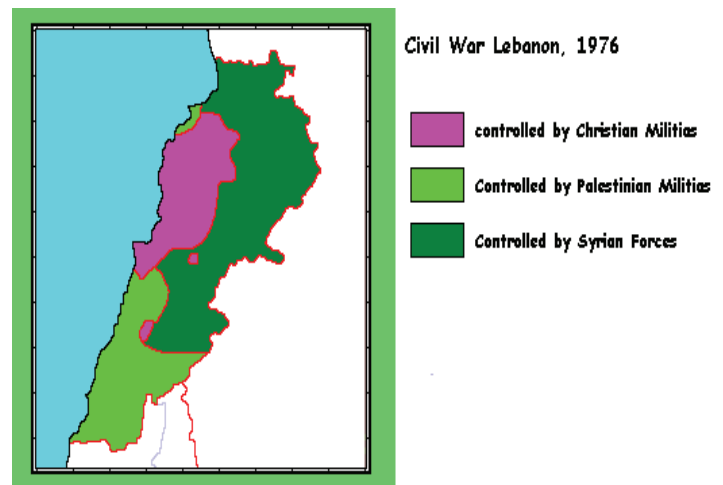 Civil War Lebanon, 1976
controlled by Christian Militias
Controlled by Palestinian Militias
Controlled by Syrian Forces